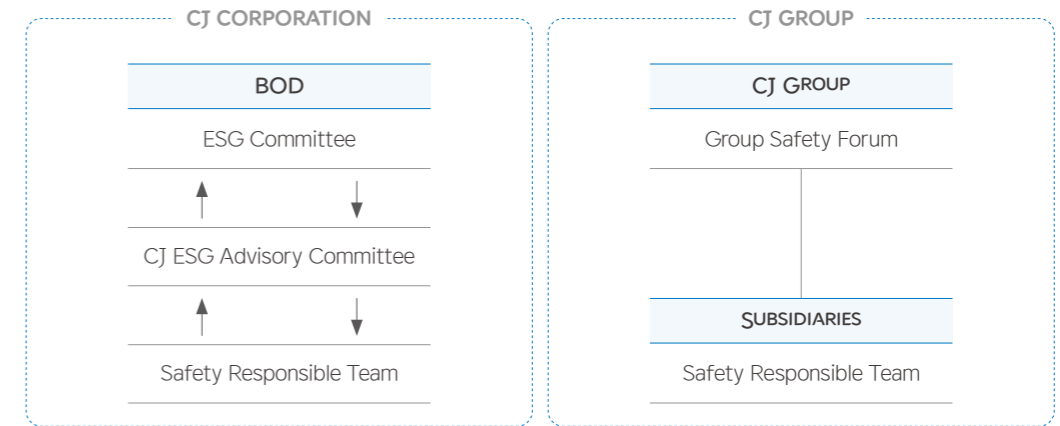 CJ CORPORATION
BOD
ESG Committee
CJ ESG Advisory Committee
Safety Responsible Team
CJ GROUP
CJ GROUP
Group Safety Forum
SUBSIDIARIES
Safety Responsible Team